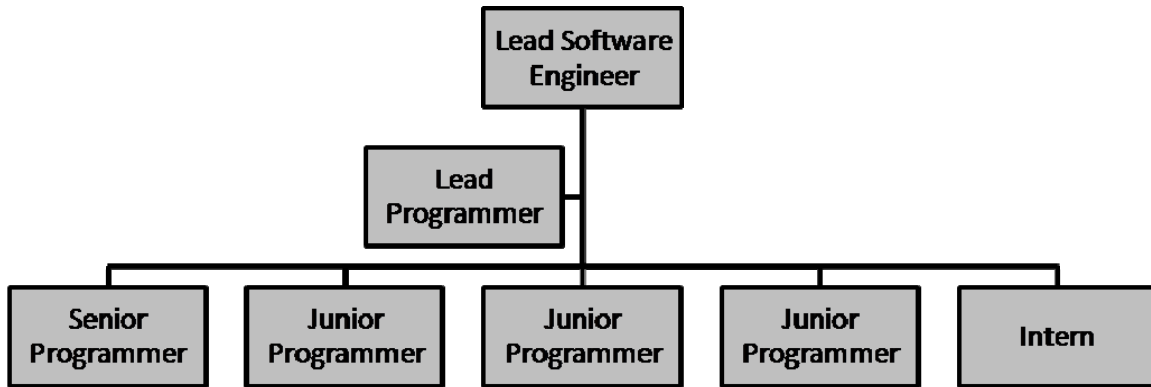 Lead Software
Engineer
Lead
Programmer
Senior
Programmer
Junior
Programmer
Junior
Programmer
Junior
Programmer
Intern